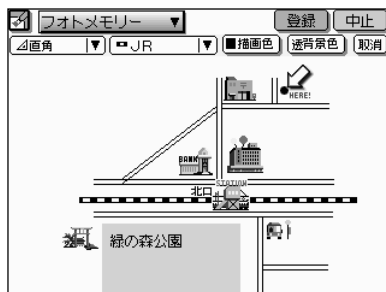 フォトメモリー ▼ 登録 中止
直角 ▼ JR ▼ ■描画色 透背景色 取消
HERE!
BANK
STATION
北口
緑の森公園